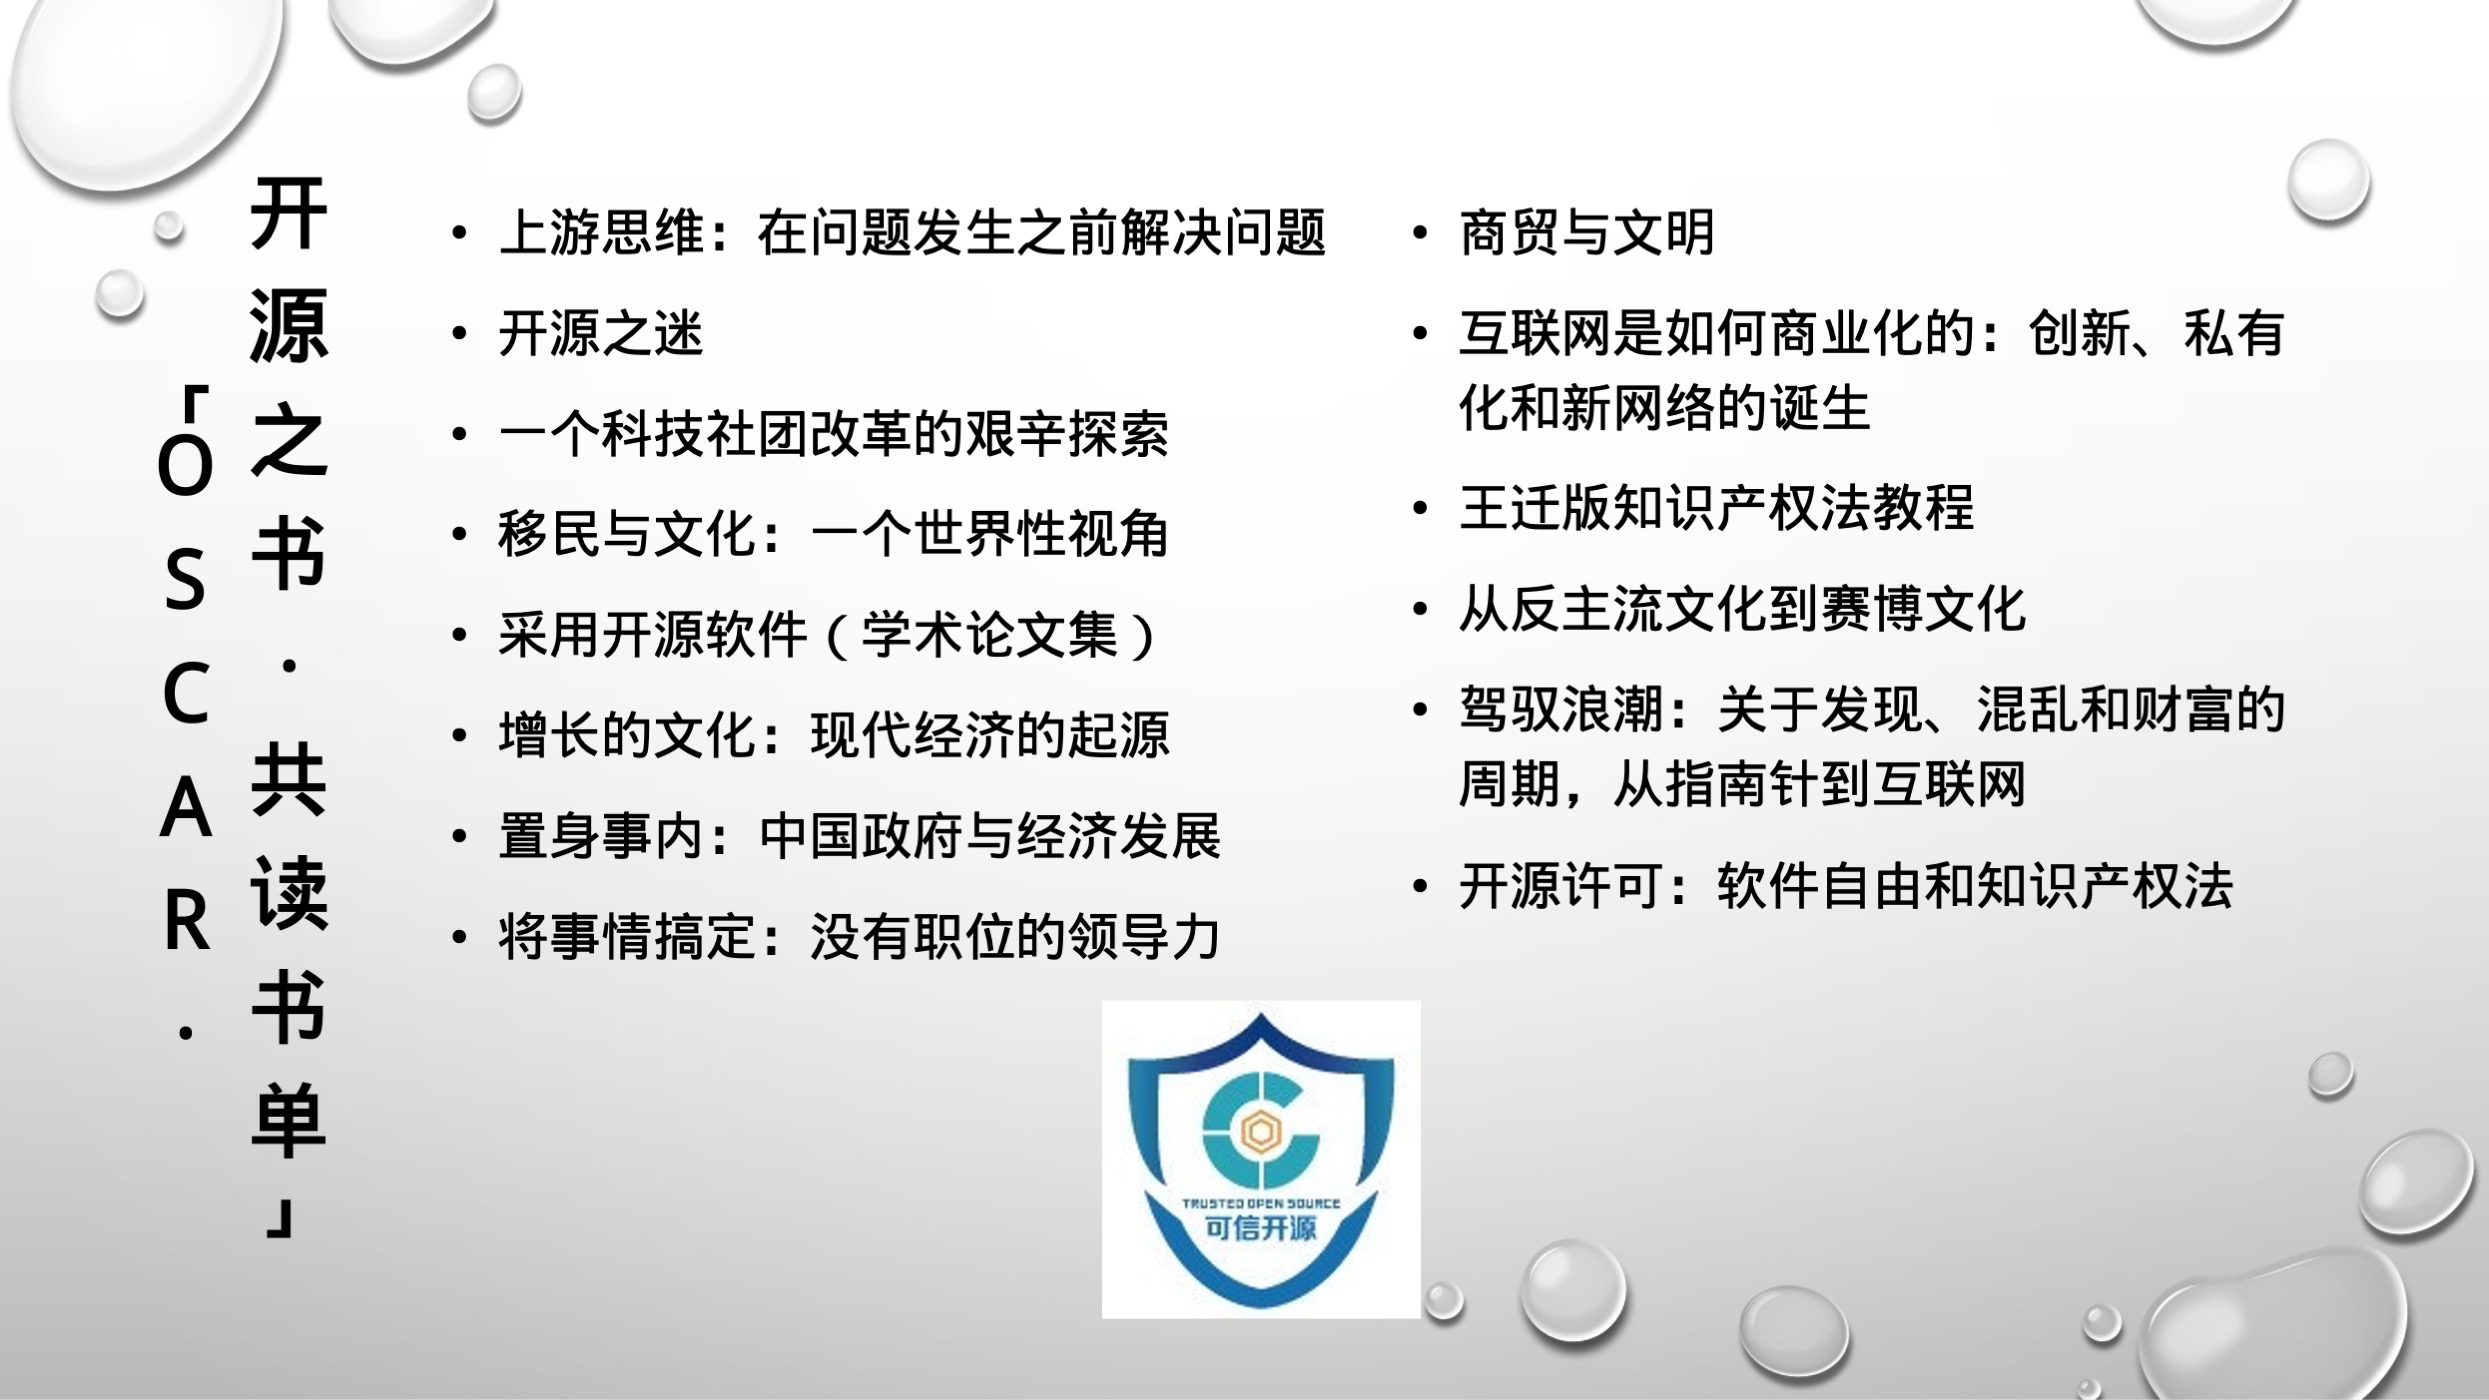 「OSCAR·
开源之书·共读书单」
• 上游思维：在问题发生之前解决问题
• 开源之迷
• 一个科技社团改革的艰辛探索
• 移民与文化：一个世界性视角
• 采用开源软件（学术论文集）
• 增长的文化：现代经济的起源
• 置身事内：中国政府与经济发展
• 将事情搞定：没有职位的领导力
• 商贸与文明
• 互联网是如何商业化的：创新、私有
化和新网络的诞生
• 王迁版知识产权法教程
• 从反主流文化到赛博文化
• 驾驭浪潮：关于发现、混乱和财富的
周期，从指南针到互联网
• 开源许可：软件自由和知识产权法
TRUSTED OPEN SOURCE
可信开源